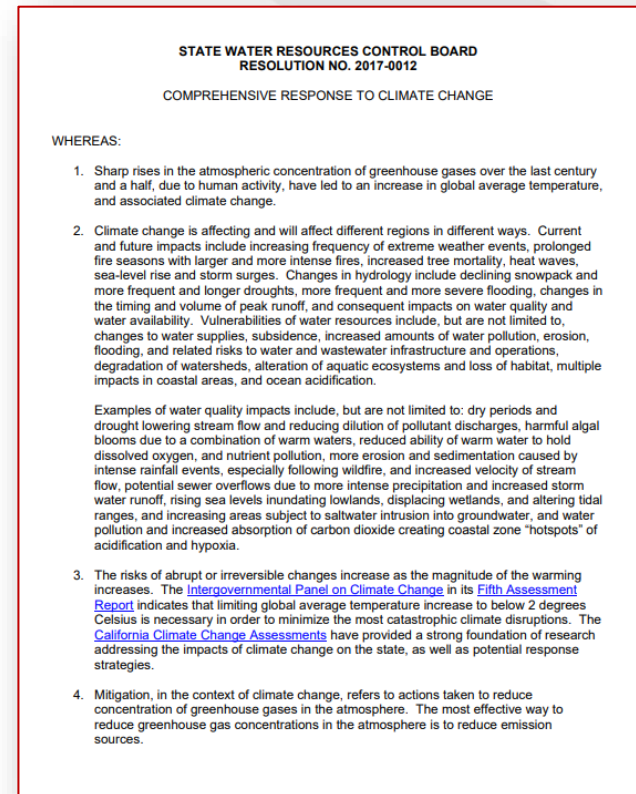 STATE WATER RESOURCES CONTROL BOARD
RESOLUTION NO. 2017-0012
COMPREHENSIVE RESPONSE TO CLIMATE CHANGE
WHEREAS:
1. Sharp rises in the atmospheric concentration of greenhouse gases over the last century
and a half, due to human activity, have led to an increase in global average temperature,
and associated climate change.
2. Climate change is affecting and will affect different regions in different ways. Current
and future impacts include increasing frequency of extreme weather events, prolonged
fire seasons with larger and more intense fires, increased tree mortality, heat waves,
sea-level rise and storm surges. Changes in hydrology include declining snowpack and
more frequent and longer droughts, more frequent and more severe flooding, changes in
the timing and volume of peak runoff, and consequent impacts on water quality and
water availability. Vulnerabilities of water resources include, but are not limited to,
changes to water supplies, subsidence, increased amounts of water pollution, erosion,
flooding, and related risks to water and wastewater infrastructure and operations,
degradation of watersheds, alteration of aquatic ecosystems and loss of habitat, multiple
impacts in coastal areas, and ocean acidification.
Examples of water quality impacts include, but are not limited to: dry periods and
drought lowering stream flow and reducing dilution of pollutant discharges, harmful algal
blooms due to a combination of warm waters, reduced ability of warm water to hold
dissolved oxygen, and nutrient pollution, more erosion and sedimentation caused by
intense rainfall events, especially following wildfire, and increased velocity of stream
flow, potential sewer overflows due to more intense precipitation and increased storm
water runoff, rising sea levels inundating lowlands, displacing wetlands, and altering tidal
ranges, and increasing areas subject to saltwater intrusion into groundwater, and water
pollution and increased absorption of carbon dioxide creating coastal zone “hotspots” of
acidification and hypoxia.
3. The risks of abrupt or irreversible changes increase as the magnitude of the warming
increases. The Intergovernmental Panel on Climate Change in its Fifth Assessment
Report indicates that limiting global average temperature increase to below 2 degrees
Celsius is necessary in order to minimize the most catastrophic climate disruptions. The
California Climate Change Assessments have provided a strong foundation of research
addressing the impacts of climate change on the state, as well as potential response
strategies.
4. Mitigation, in the context of climate change, refers to actions taken to reduce
concentration of greenhouse gases in the atmosphere. The most effective way to
reduce greenhouse gas concentrations in the atmosphere is to reduce emission
sources.